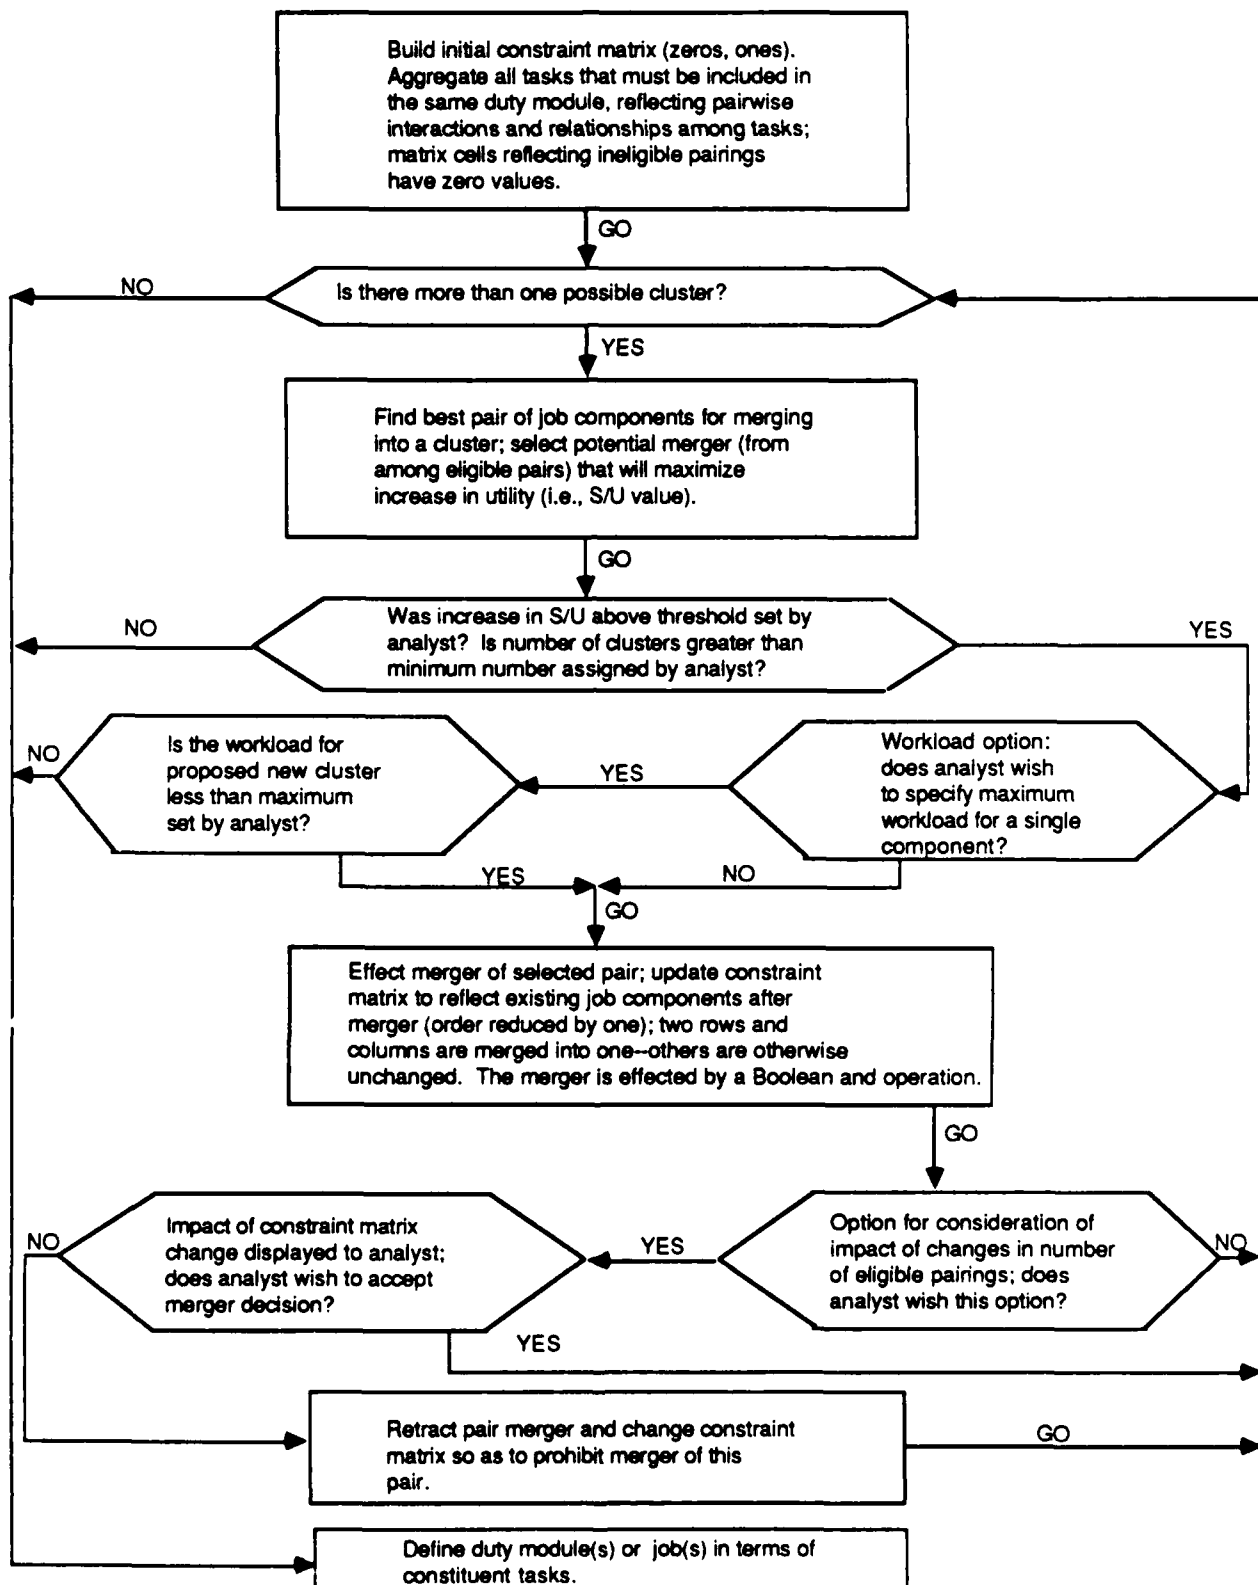 Build initial constraint matrix (zeros, ones).
Aggregate all tasks that must be included in
the same duty module, reflecting pairwise
interactions and relationships among tasks;
matrix cells reflecting ineligible pairings
have zero values.
GO
NO
Is there more than one possible cluster?
YES
Find best pair of job components for merging
into a cluster; select potential merger (from
among eligible pairs) that will maximize
increase in utility (i.e., S/U value).
GO
NO
Was increase in S/U above threshold set by
analyst? Is number of clusters greater than
minimum number assigned by analyst?
YES
NO
Is the workload for
proposed new cluster
less than maximum
set by analyst?
YES
Workload option:
does analyst wish
to specify maximum
workload for a single
component?
YES
NO
GO
Effect merger of selected pair; update constraint
matrix to reflect existing job components after
merger (order reduced by one); two rows and
columns are merged into one--others are otherwise
unchanged. The merger is effected by a Boolean and operation.
GO
NO
Impact of constraint matrix
change displayed to analyst;
does analyst wish to accept
merger decision?
YES
Option for consideration of
impact of changes in number
of eligible pairings; does
analyst wish this option?
NO
YES
Retract pair merger and change constraint
matrix so as to prohibit merger of this
pair.
GO
Define duty module(s) or job(s) in terms of
constituent tasks.